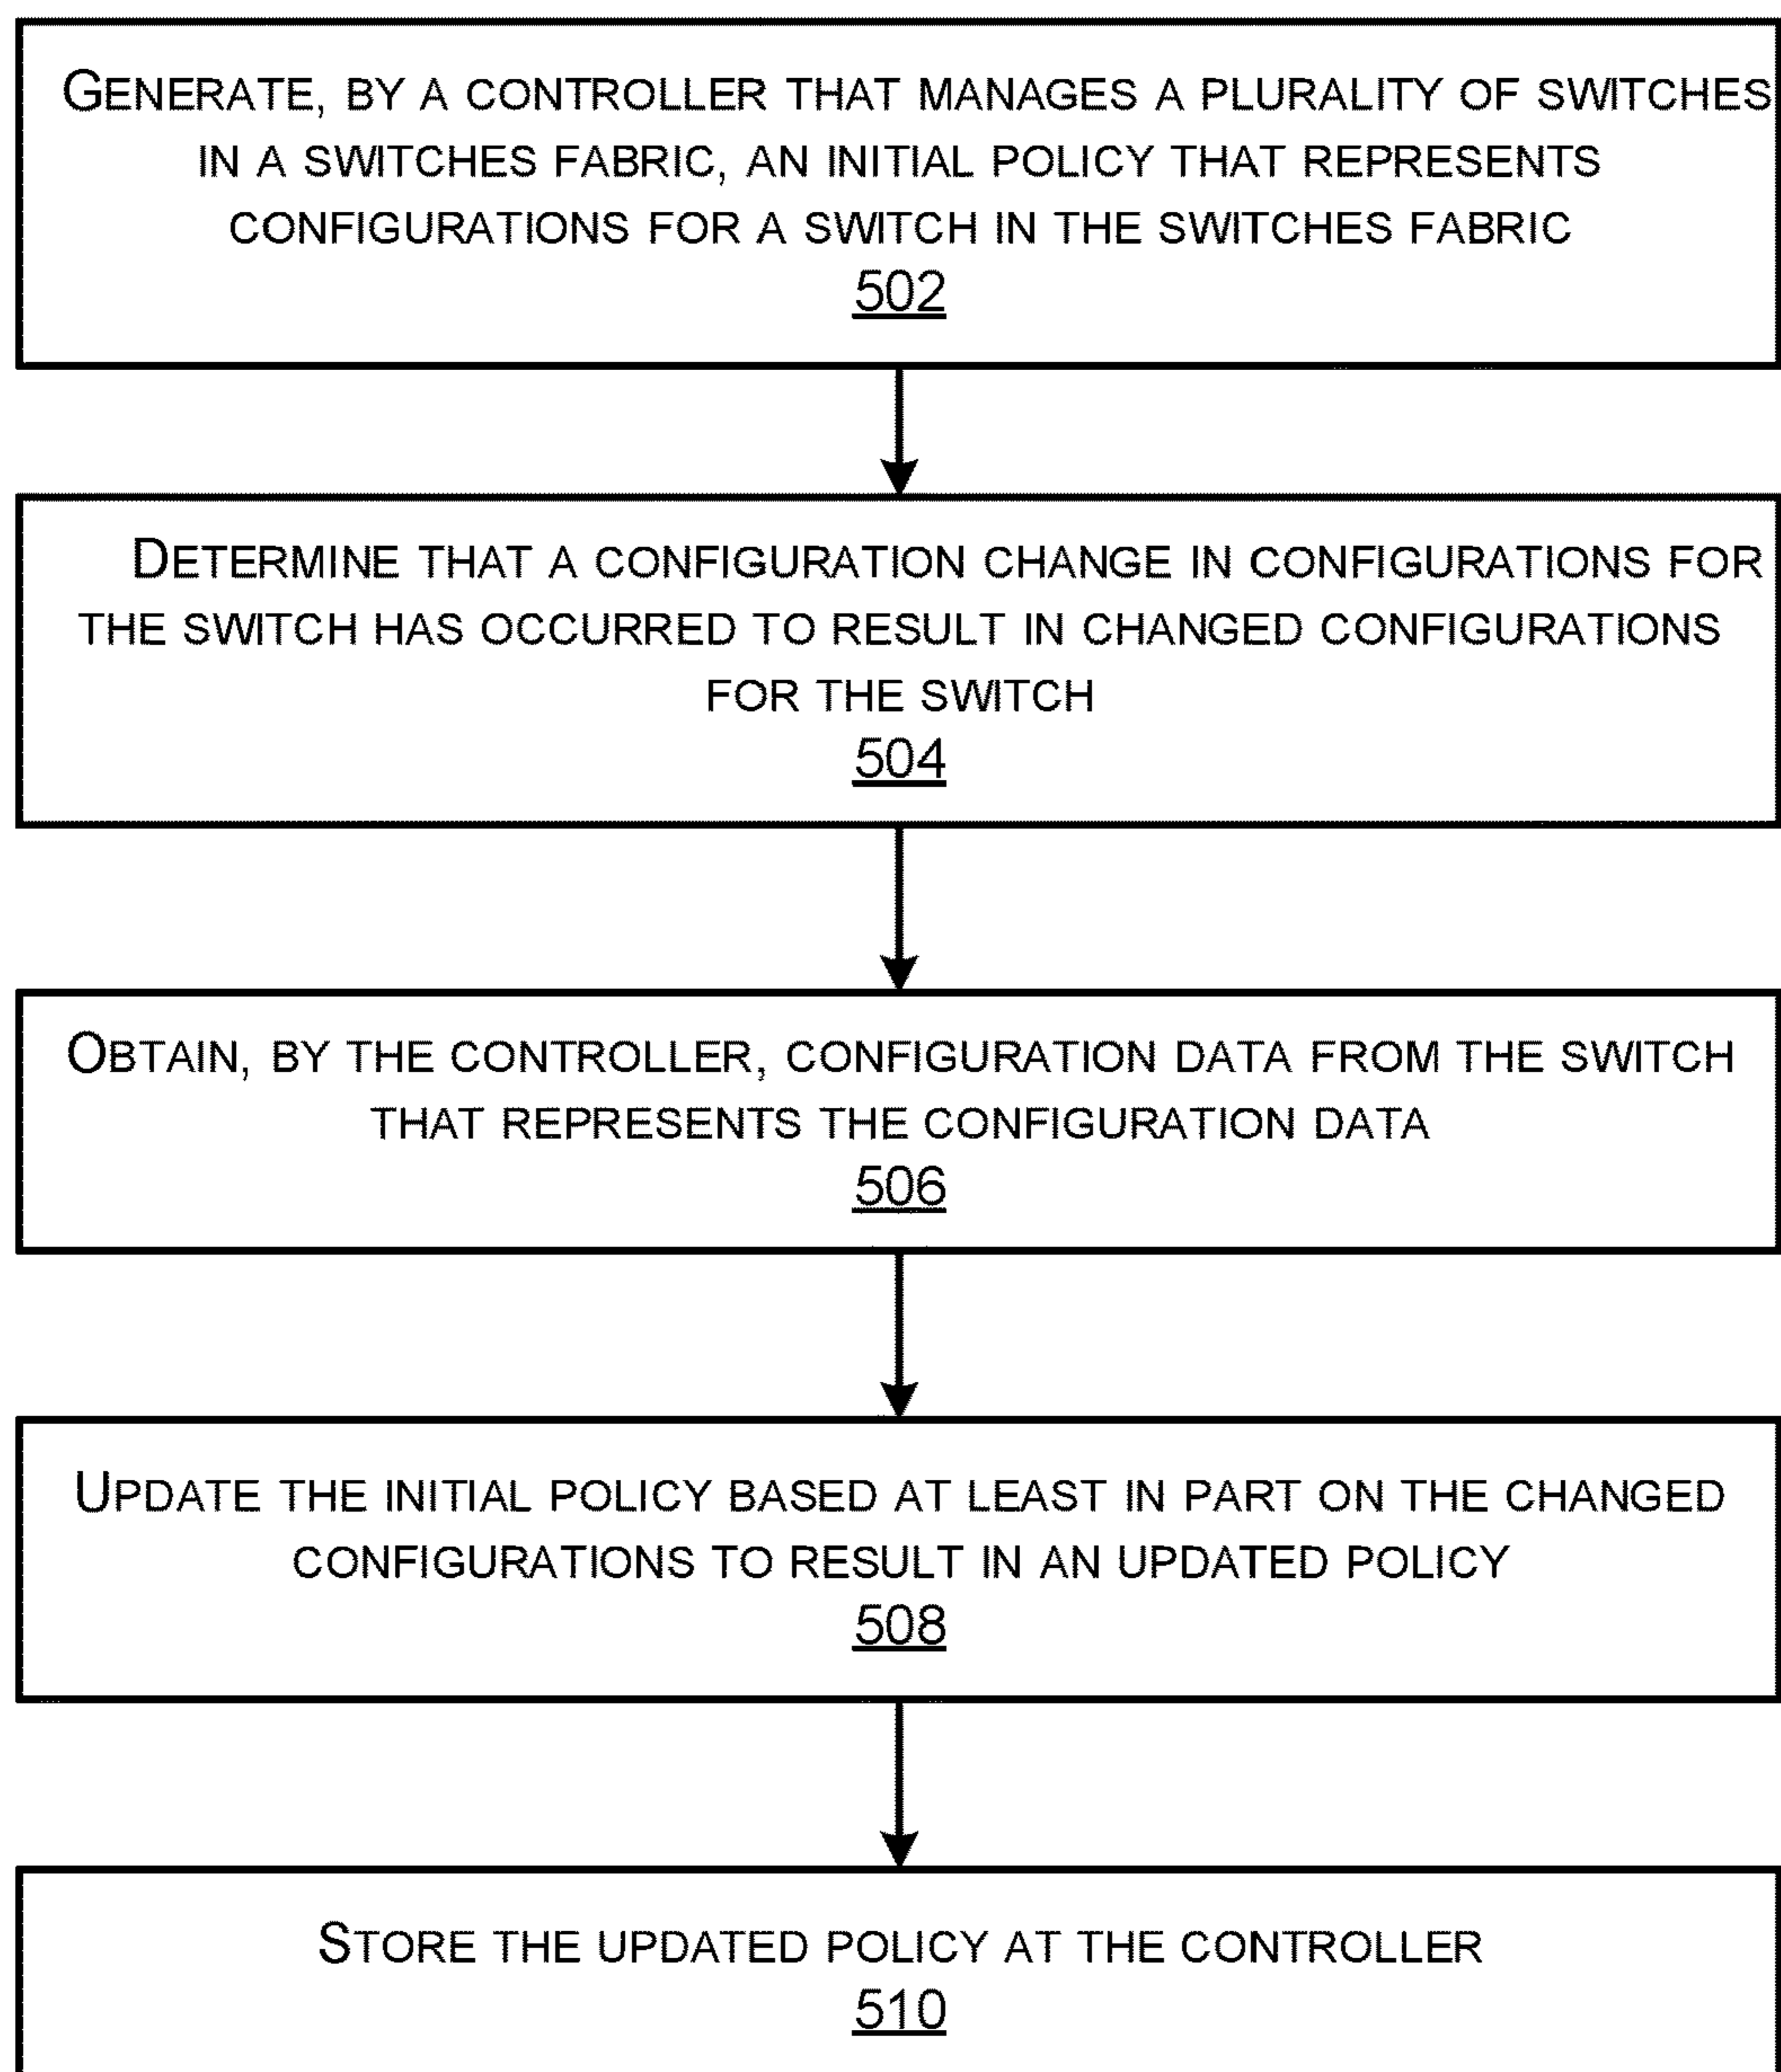 GENERATE, BY A CONTROLLER THAT MANAGES A PLURALITY OF SWITCHES
IN A SWITCHES FABRIC, AN INITIAL POLICY THAT REPRESENTS
CONFIGURATIONS FOR A SWITCH IN THE SWITCHES FABRIC
502
DETERMINE THAT A CONFIGURATION CHANGE IN CONFIGURATIONS FOR
THE SWITCH HAS OCCURRED TO RESULT IN CHANGED CONFIGURATIONS
FOR THE SWITCH
504
OBTAIN, BY THE CONTROLLER, CONFIGURATION DATA FROM THE SWITCH
THAT REPRESENTS THE CONFIGURATION DATA
506
UPDATE THE INITIAL POLICY BASED AT LEAST IN PART ON THE CHANGED
CONFIGURATIONS TO RESULT IN AN UPDATED POLICY
508
STORE THE UPDATED POLICY AT THE CONTROLLER
510